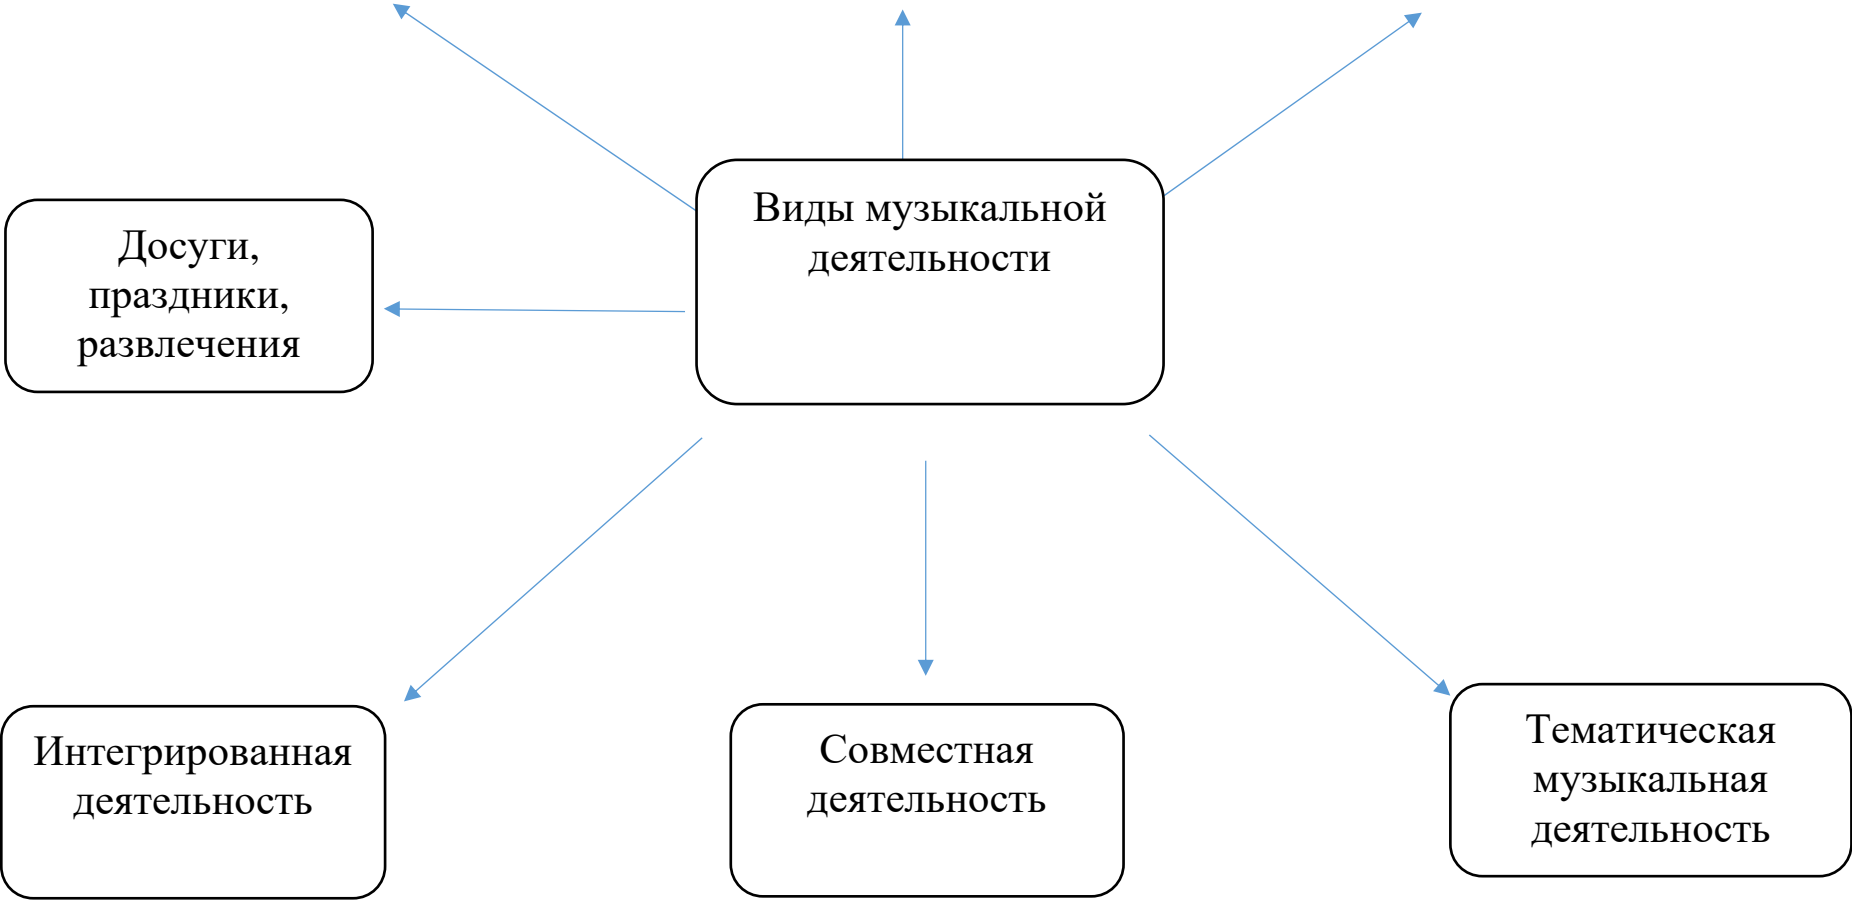 Виды музыкальной
деятельности
Досуги,
праздники,
развлечения
Интегрированная
деятельность
Совместная
деятельность
Тематическая
музыкальная
деятельность